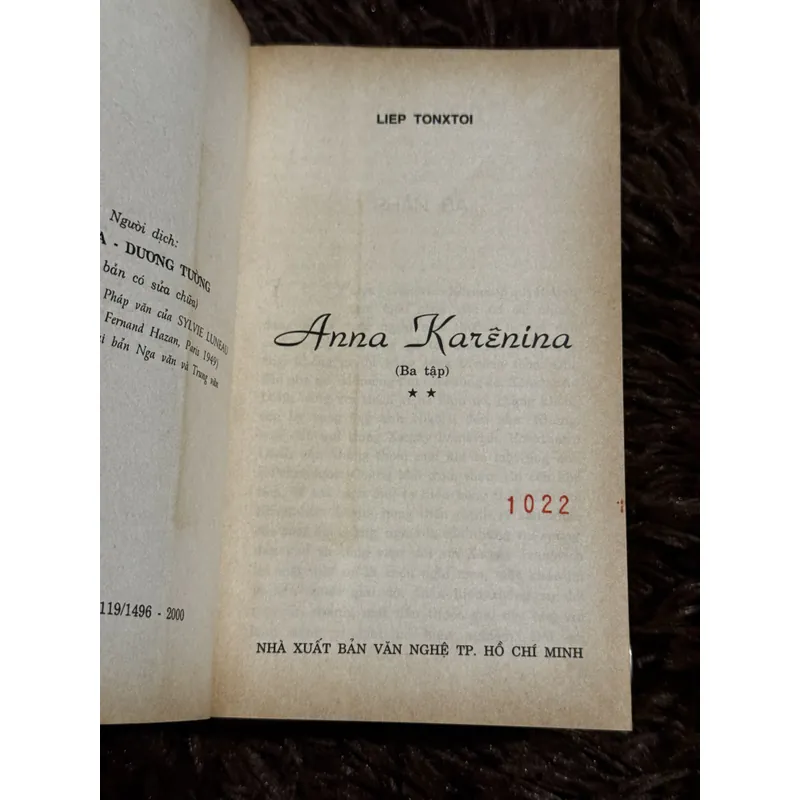 Người dịch:
- DƯƠNG TƯỜNG
bản có sửa chữa)
Pháp văn của SYLVIE LUNEAU
Fernand Hazan, Paris 1949)
bản Nga văn và Trung văn
119/1496 - 2000
LIEP TONXTOI
Anna Karênina
(Ba tập)
★ ★
1022
NHÀ XUẤT BẢN VĂN NGHỆ TP. HỒ CHÍ MINH